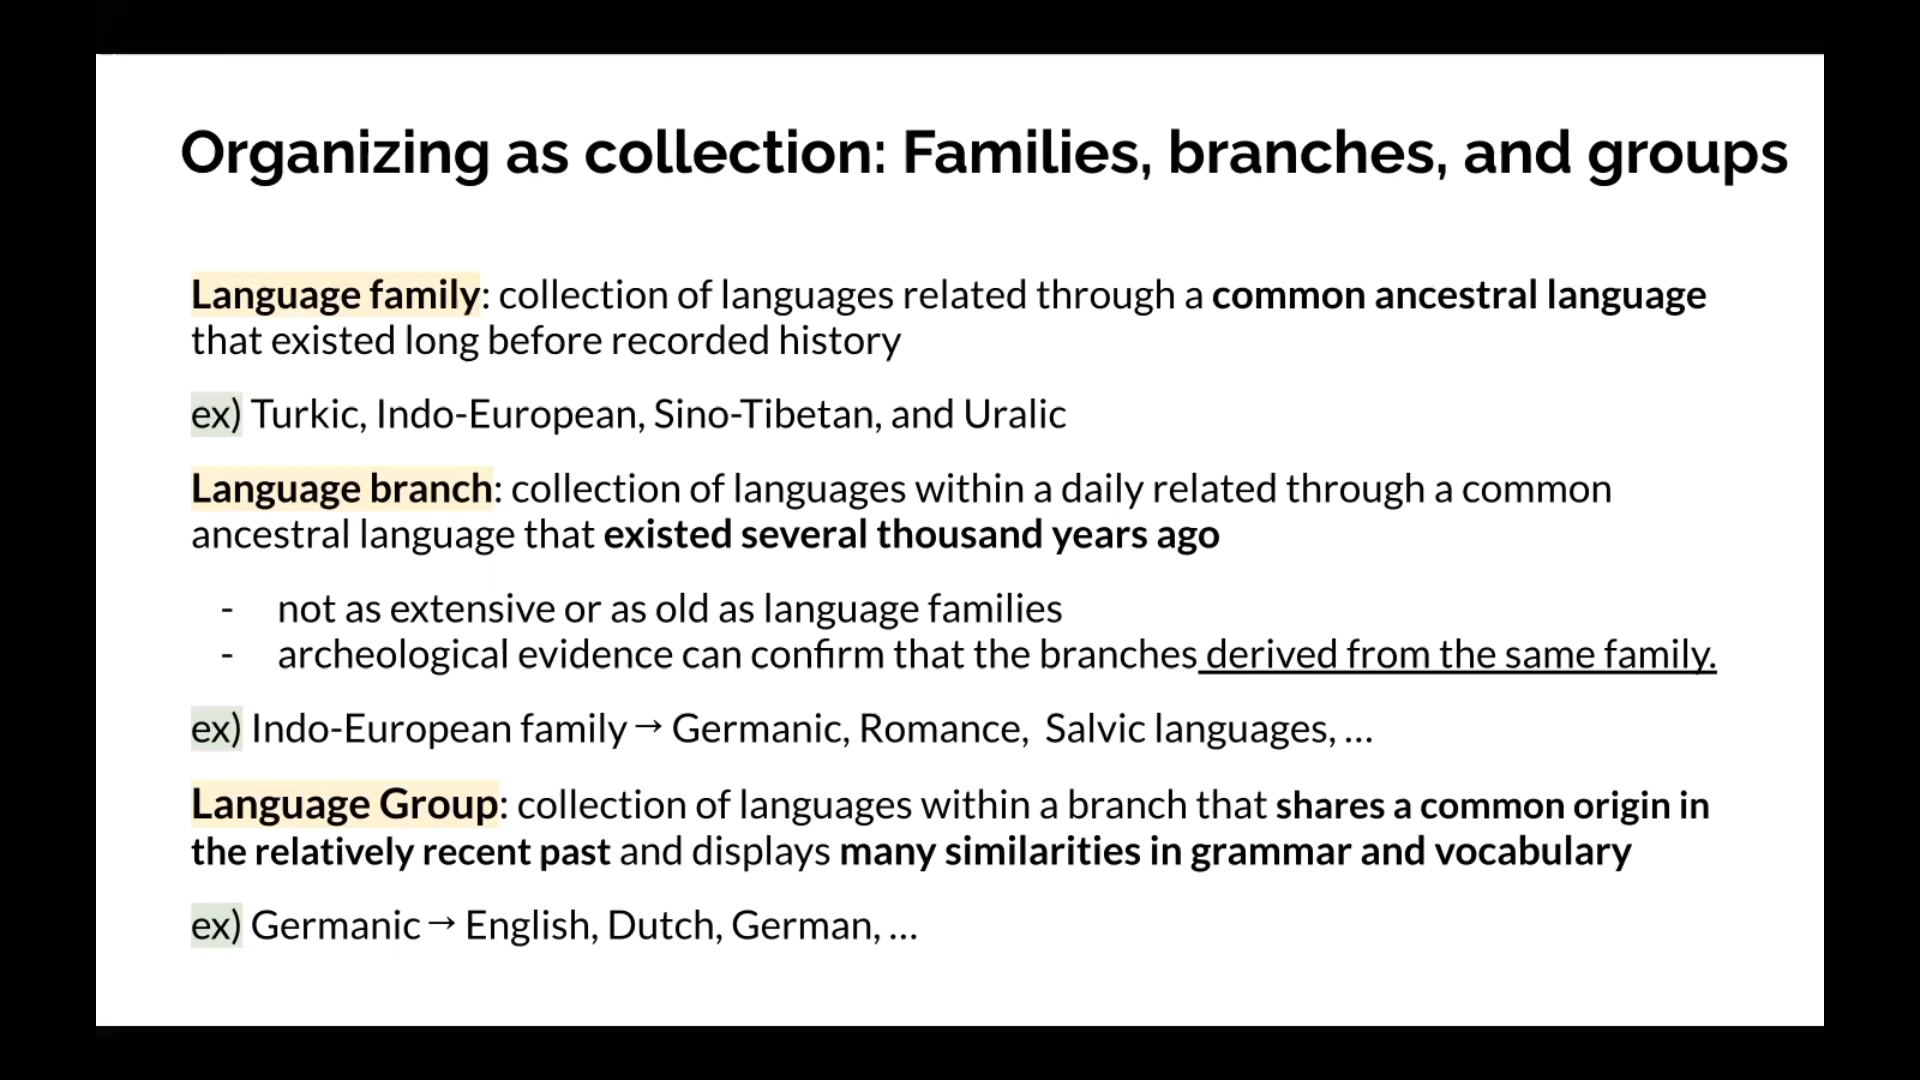 Organizing as collection: Families, branches, and groups
Language family: collection of languages related through a common ancestral language
that existed long before recorded history
ex) Turkic, Indo-European, Sino-Tibetan, and Uralic
Language branch: collection of languages within a daily related through a common
ancestral language that existed several thousand years ago
- not as extensive or as old as language families
- archeological evidence can confirm that the branches derived from the same family.
ex) Indo-European family → Germanic, Romance, Salvic languages, ...
Language Group: collection of languages within a branch that shares a common origin in
the relatively recent past and displays many similarities in grammar and vocabulary
ex) Germanic → English, Dutch, German, ...